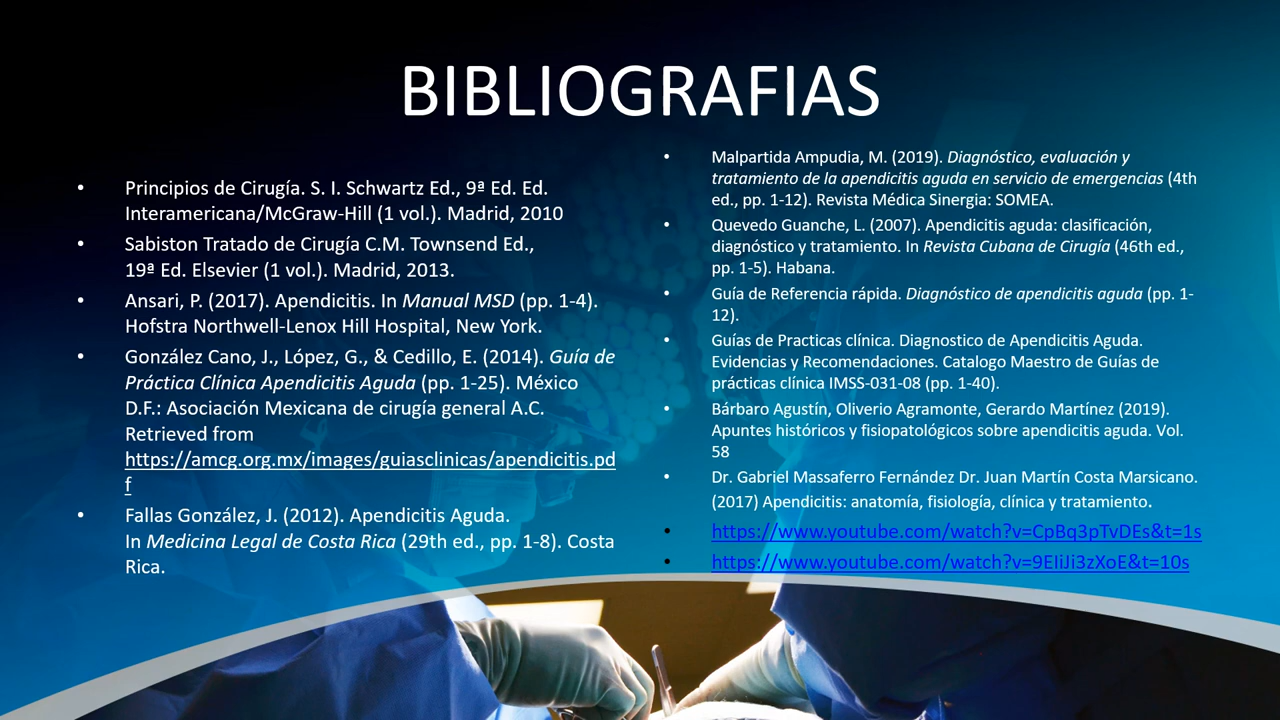 BIBLIOGRAFIAS
• Principios de Cirugía. S. I. Schwartz Ed., 9ª Ed. Ed.
Interamericana/McGraw-Hill (1 vol.). Madrid, 2010
• Sabiston Tratado de Cirugía C.M. Townsend Ed.,
19ª Ed. Elsevier (1 vol.). Madrid, 2013.
• Ansari, P. (2017). Apendicitis. In Manual MSD (pp. 1-4).
Hofstra Northwell-Lenox Hill Hospital, New York.
• González Cano, J., López, G., & Cedillo, E. (2014). Guía de
Práctica Clínica Apendicitis Aguda (pp. 1-25). México
D.F.: Asociación Mexicana de cirugía general A.C.
Retrieved from
https://amcg.org.mx/images/guiasclinicas/apendicitis.pd
f
• Fallas González, J. (2012). Apendicitis Aguda.
In Medicina Legal de Costa Rica (29th ed., pp. 1-8). Costa
Rica.
• Malpartida Ampudia, M. (2019). Diagnóstico, evaluación y
tratamiento de la apendicitis aguda en servicio de emergencias (4th
ed., pp. 1-12). Revista Médica Sinergia: SOMEA.
• Quevedo Guanche, L. (2007). Apendicitis aguda: clasificación,
diagnóstico y tratamiento. In Revista Cubana de Cirugía (46th ed.,
pp. 1-5). Habana.
• Guía de Referencia rápida. Diagnóstico de apendicitis aguda (pp. 1-
12).
• Guías de Practicas clínica. Diagnostico de Apendicitis Aguda.
Evidencias y Recomendaciones. Catalogo Maestro de Guías de
prácticas clínica IMSS-031-08 (pp. 1-40).
• Bárbaro Agustín, Oliverio Agramonte, Gerardo Martínez (2019).
Apuntes históricos y fisiopatológicos sobre apendicitis aguda. Vol.
58
• Dr. Gabriel Massaferro Fernández Dr. Juan Martín Costa Marsicano.
(2017) Apendicitis: anatomía, fisiología, clínica y tratamiento.
• https://www.youtube.com/watch?v=CpBq3pTvDEs&t=1s
• https://www.youtube.com/watch?v=9EIiJi3zXoE&t=10s